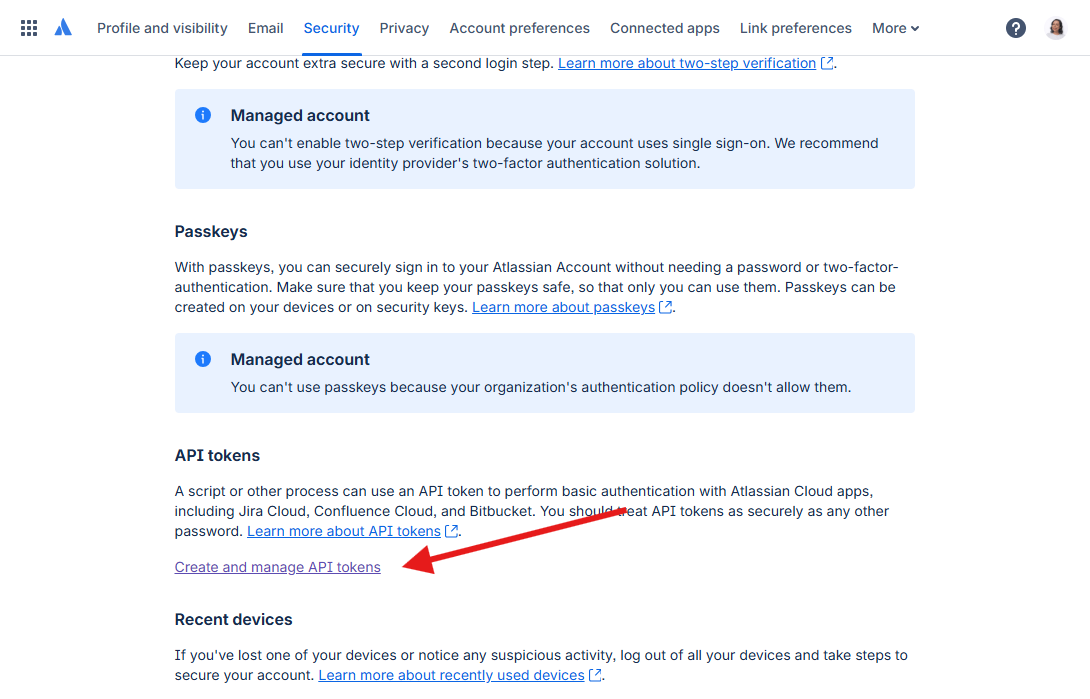 Profile and visibility Email Security Privacy Account preferences Connected apps Link preferences More
Keep your account extra secure with a second login step. Learn more about two-step verification.
Managed account
You can't enable two-step verification because your account uses single sign-on. We recommend
that you use your identity provider's two-factor authentication solution.
Passkeys
With passkeys, you can securely sign in to your Atlassian Account without needing a password or two-factor-
authentication. Make sure that you keep your passkeys safe, so that only you can use them. Passkeys can be
created on your devices or on security keys. Learn more about passkeys.
Managed account
You can't use passkeys because your organization's authentication policy doesn't allow them.
API tokens
A script or other process can use an API token to perform basic authentication with Atlassian Cloud apps,
including Jira Cloud, Confluence Cloud, and Bitbucket. You should treat API tokens as securely as any other
password. Learn more about API tokens.
Create and manage API tokens
Recent devices
If you've lost one of your devices or notice any suspicious activity, log out of all your devices and take steps to
secure your account. Learn more about recently used devices.